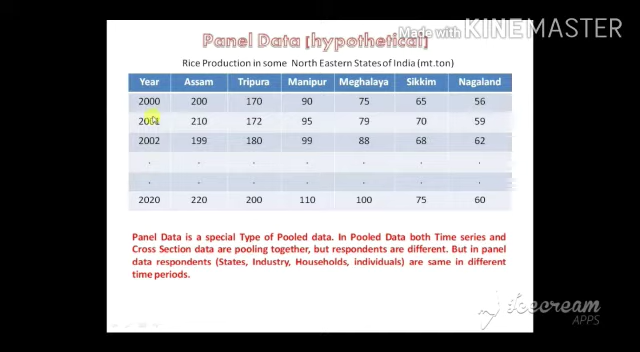 Made with KINEMASTER
Panel Data [hypothetical]
Rice Production in some North Eastern States of India (mt.ton)
Year Assam Tripura Manipur Meghalaya Sikkim Nagaland
2000 200 170 90 75 65 56
2001 210 172 95 79 70 59
2002 199 180 99 88 68 62
. . . . . . .
. . . . . . .
2020 220 200 110 100 75 60
Panel Data is a special Type of Pooled data. In Pooled Data both Time series and
Cross Section data are pooling together, but respondents are different. But in panel
data respondents (States, Industry, Households, individuals) are same in different
time periods.
Icecream
APPS